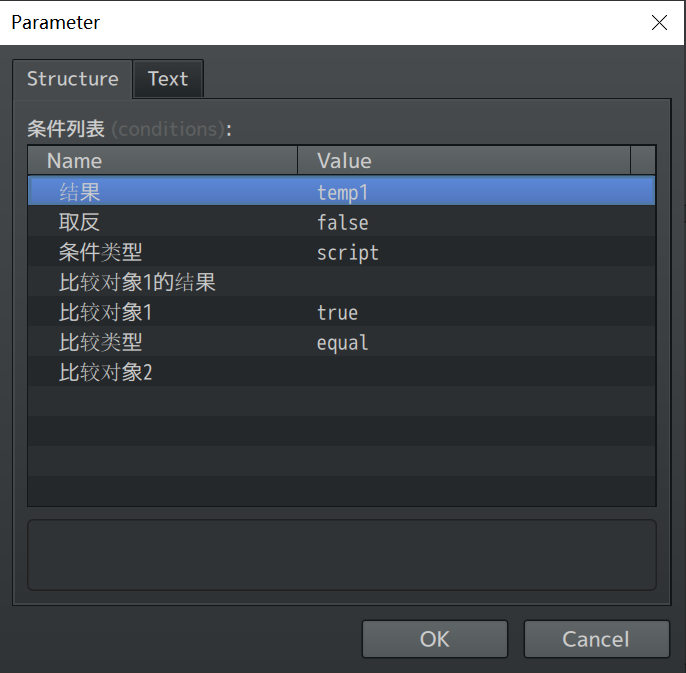 Parameter
Structure Text
条件列表 (conditions):
Name Value
结果 temp1
取反 false
条件类型 script
比较对象1的结果
比较对象1 true
比较类型 equal
比较对象2
OK Cancel